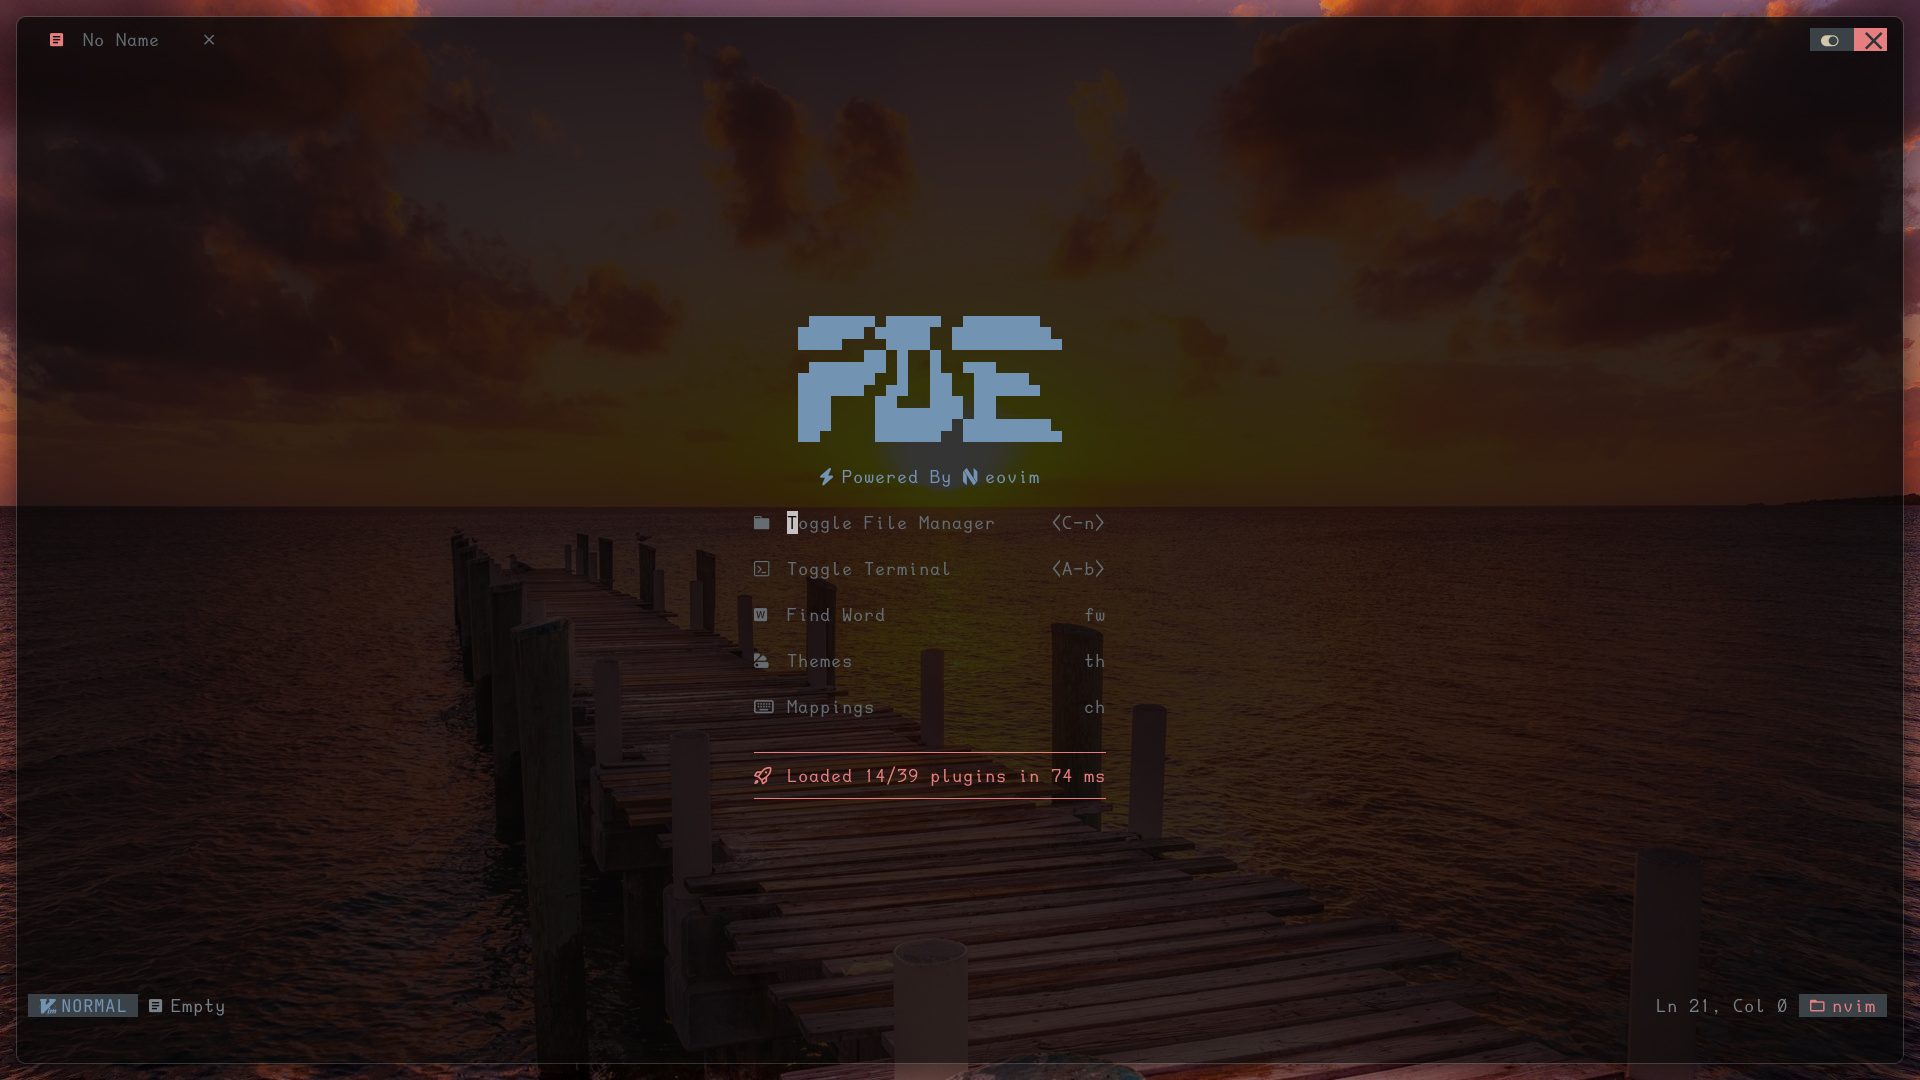 No Name
PDE
Powered By Neovim
Toggle File Manager <C-n>
Toggle Terminal <A-b>
Find Word fw
Themes th
Mappings ch
Loaded 14/39 plugins in 74 ms
NORMAL Empty Ln 21, Col 0 nvim